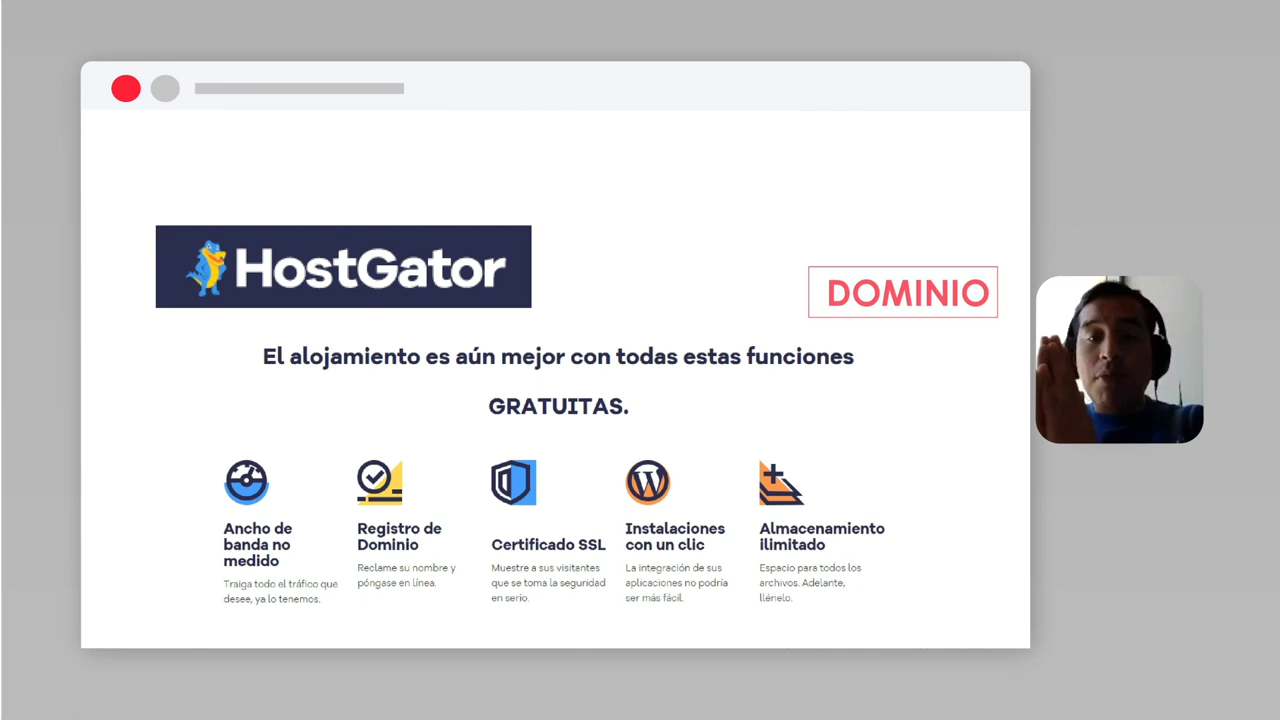 HostGator
DOMINIO
El alojamiento es aún mejor con todas estas funciones
GRATUITAS.
Ancho de
banda no
medido
Traiga todo el tráfico que
desee, ya lo tenemos.
Registro de
Dominio
Reclame su nombre y
póngase en línea.
Certificado SSL
Muestre a sus visitantes
que se toma la seguridad
en serio.
Instalaciones
con un clic
La integración de sus
aplicaciones no podría
ser más fácil.
Almacenamiento
ilimitado
Espacio para todos los
archivos. Adelante,
llénelo.